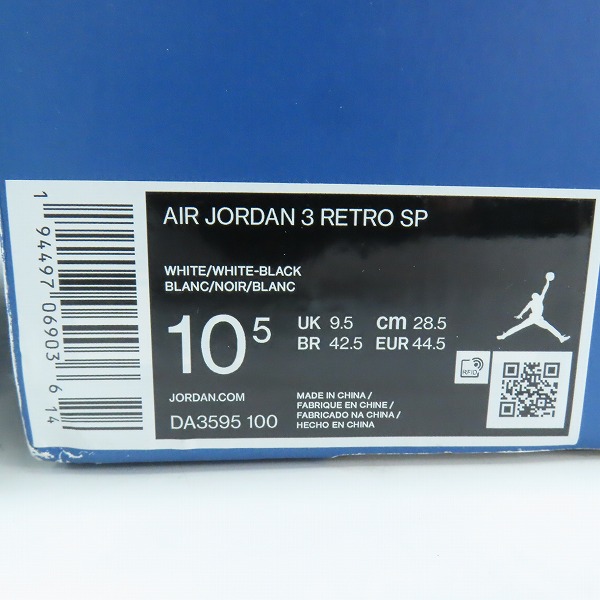 AIR JORDAN 3 RETRO SP
WHITE/WHITE-BLACK
BLANC/NOIR/BLANC
10 5
UK 9.5 cm 28.5
BR 42.5 EUR 44.5
RFID
JORDAN.COM
DA3595 100
MADE IN CHINA /
FABRIQUE EN CHINE /
FABRICADO NA CHINA /
HECHO EN CHINA
1 94497 06903 6 14